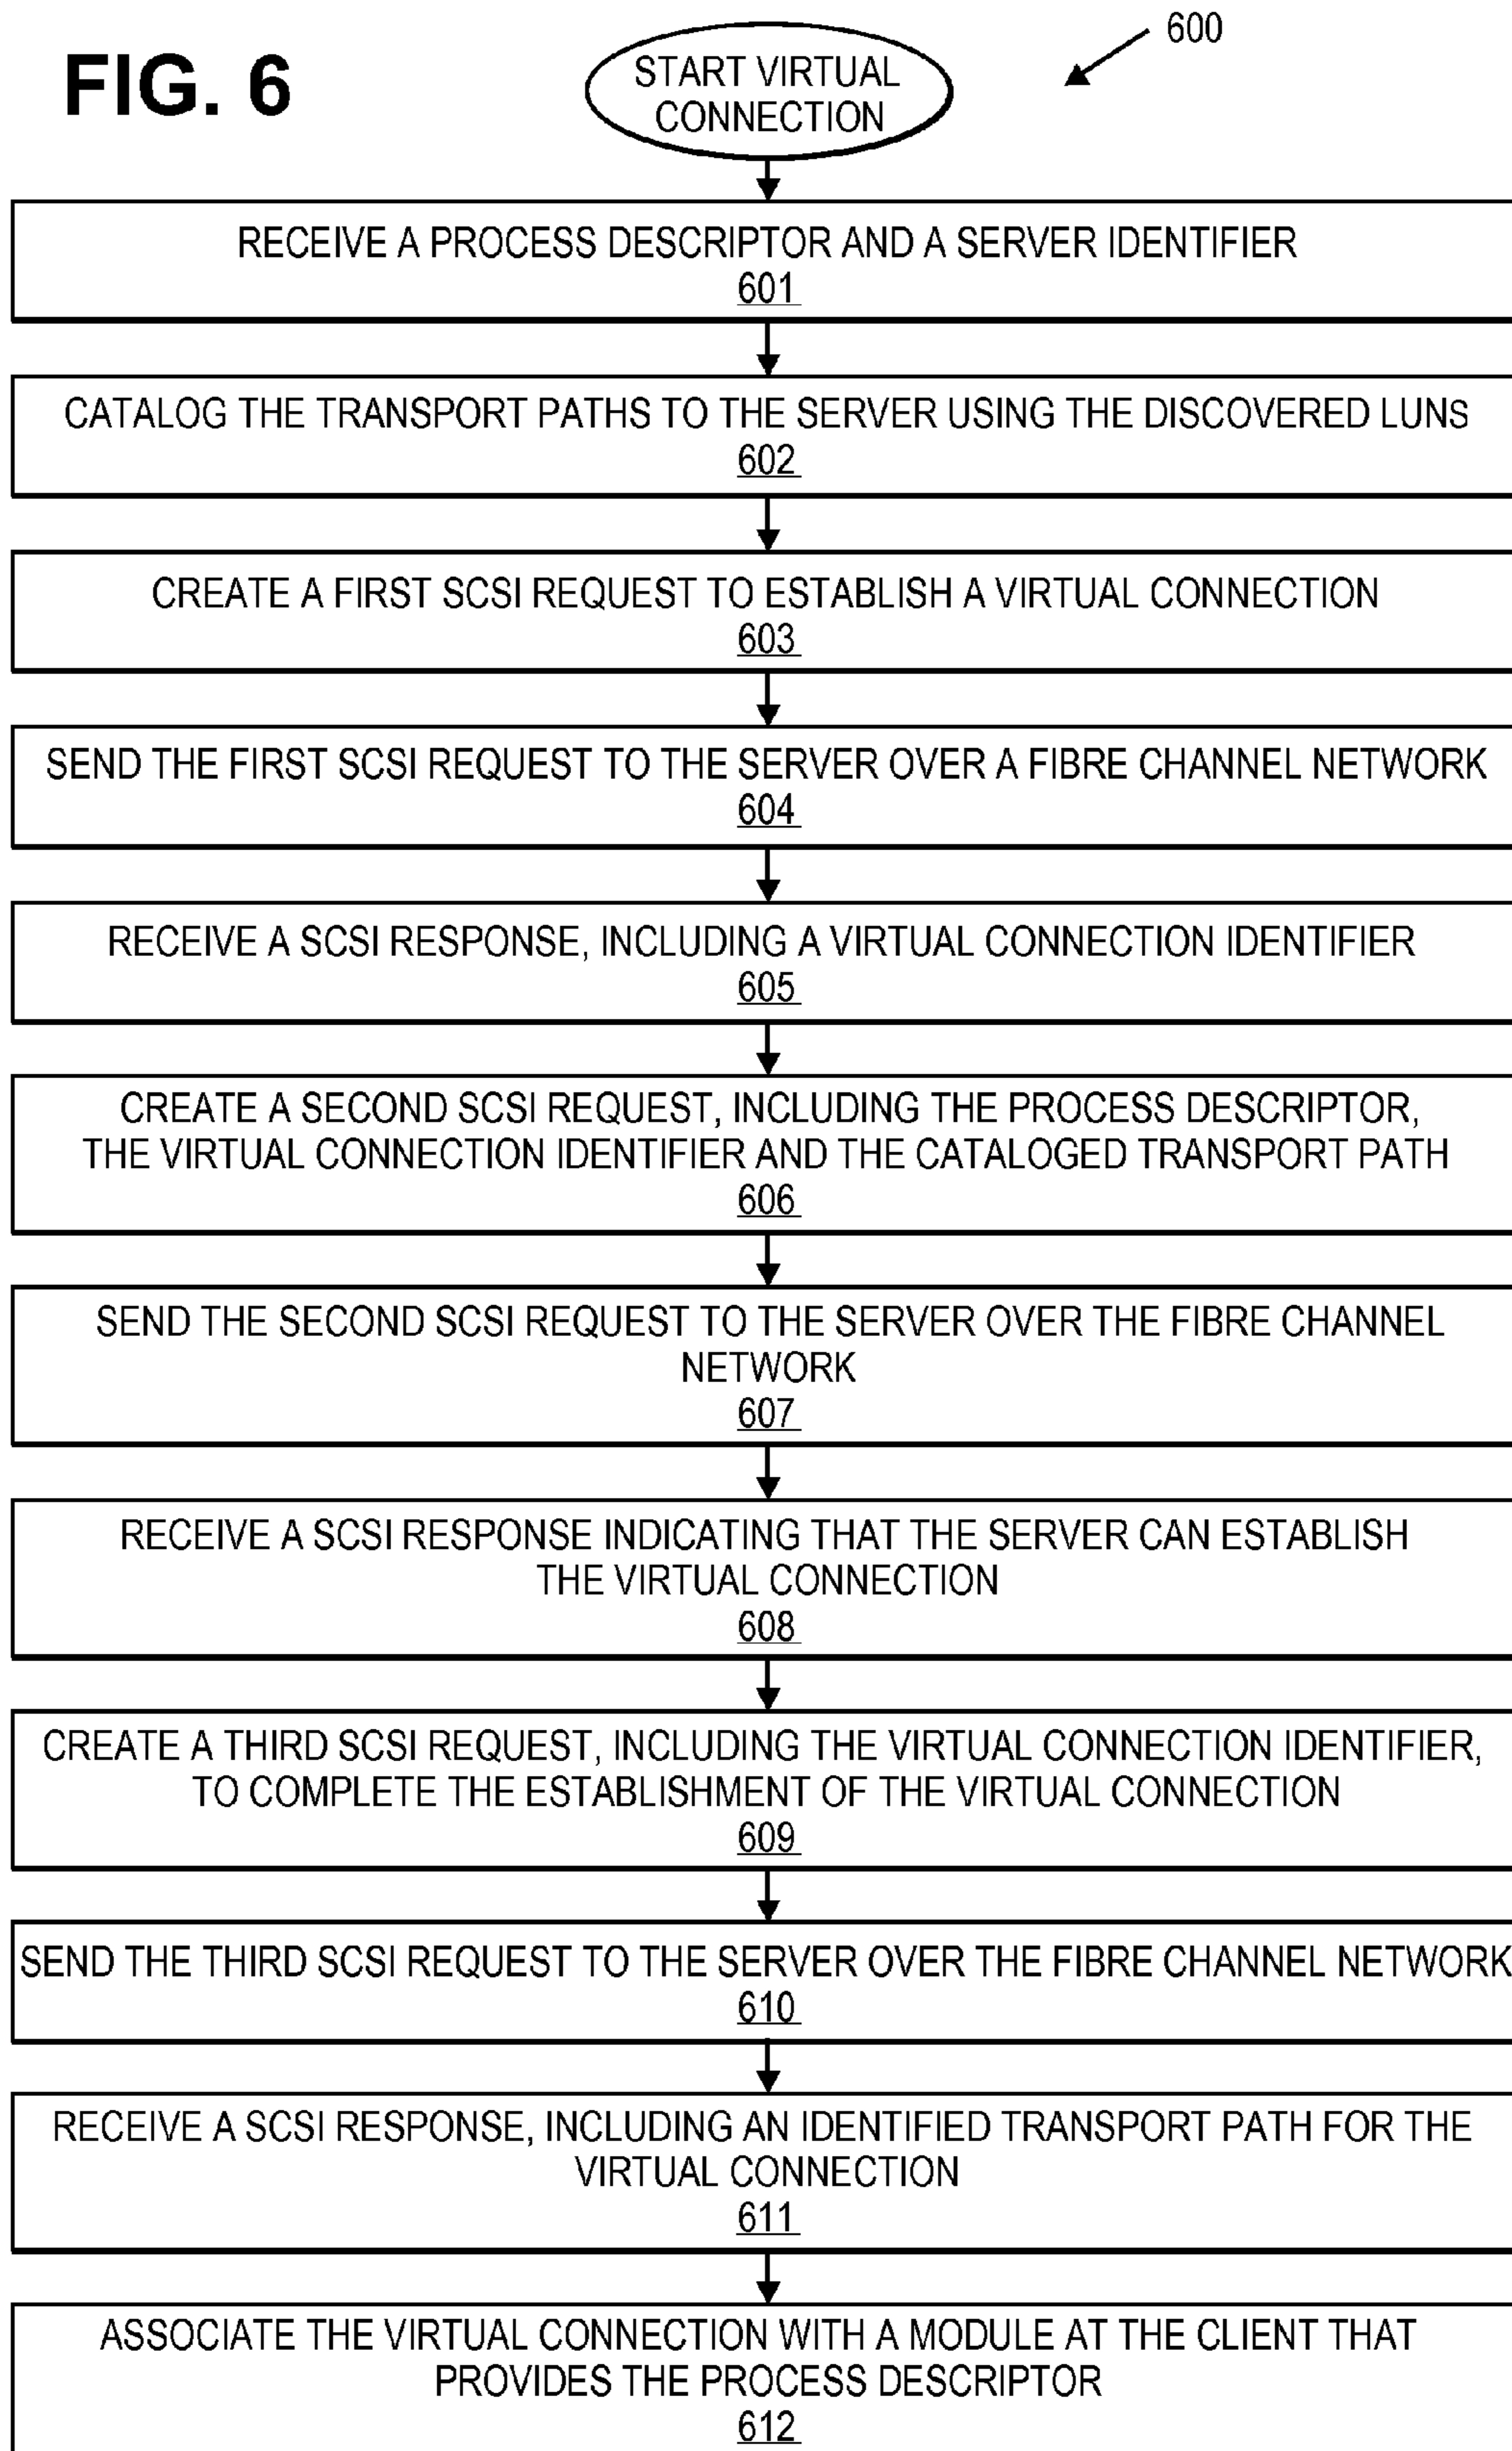 FIG. 6
600
START VIRTUAL
CONNECTION
RECEIVE A PROCESS DESCRIPTOR AND A SERVER IDENTIFIER
601
CATALOG THE TRANSPORT PATHS TO THE SERVER USING THE DISCOVERED LUNS
602
CREATE A FIRST SCSI REQUEST TO ESTABLISH A VIRTUAL CONNECTION
603
SEND THE FIRST SCSI REQUEST TO THE SERVER OVER A FIBRE CHANNEL NETWORK
604
RECEIVE A SCSI RESPONSE, INCLUDING A VIRTUAL CONNECTION IDENTIFIER
605
CREATE A SECOND SCSI REQUEST, INCLUDING THE PROCESS DESCRIPTOR,
THE VIRTUAL CONNECTION IDENTIFIER AND THE CATALOGED TRANSPORT PATH
606
SEND THE SECOND SCSI REQUEST TO THE SERVER OVER THE FIBRE CHANNEL
NETWORK
607
RECEIVE A SCSI RESPONSE INDICATING THAT THE SERVER CAN ESTABLISH
THE VIRTUAL CONNECTION
608
CREATE A THIRD SCSI REQUEST, INCLUDING THE VIRTUAL CONNECTION IDENTIFIER,
TO COMPLETE THE ESTABLISHMENT OF THE VIRTUAL CONNECTION
609
SEND THE THIRD SCSI REQUEST TO THE SERVER OVER THE FIBRE CHANNEL NETWORK
610
RECEIVE A SCSI RESPONSE, INCLUDING AN IDENTIFIED TRANSPORT PATH FOR THE
VIRTUAL CONNECTION
611
ASSOCIATE THE VIRTUAL CONNECTION WITH A MODULE AT THE CLIENT THAT
PROVIDES THE PROCESS DESCRIPTOR
612